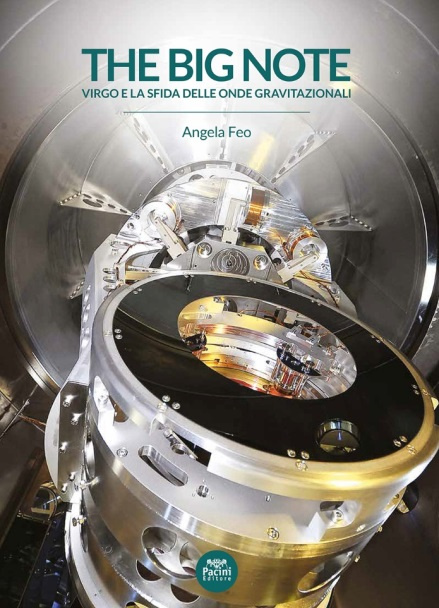 THE BIG NOTE
VIRGO E LA SFIDA DELLE ONDE GRAVITAZIONALI
Angela Feo
Pacini
Editore